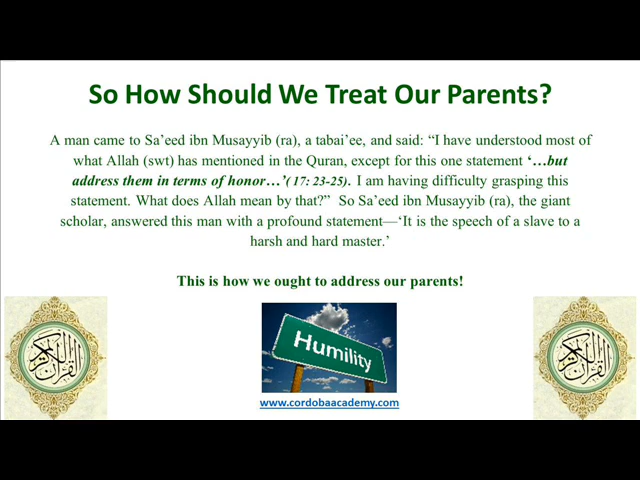 So How Should We Treat Our Parents?
A man came to Sa’eed ibn Musayyib (ra), a tabai’ee, and said: “I have understood most of
what Allah (swt) has mentioned in the Quran, except for this one statement ‘…but
address them in terms of honor…’( 17: 23-25). I am having difficulty grasping this
statement. What does Allah mean by that?” So Sa’eed ibn Musayyib (ra), the giant
scholar, answered this man with a profound statement—‘It is the speech of a slave to a
harsh and hard master.’
This is how we ought to address our parents!
القرآن الكريم
Humility
القرآن الكريم
www.cordobaacademy.com